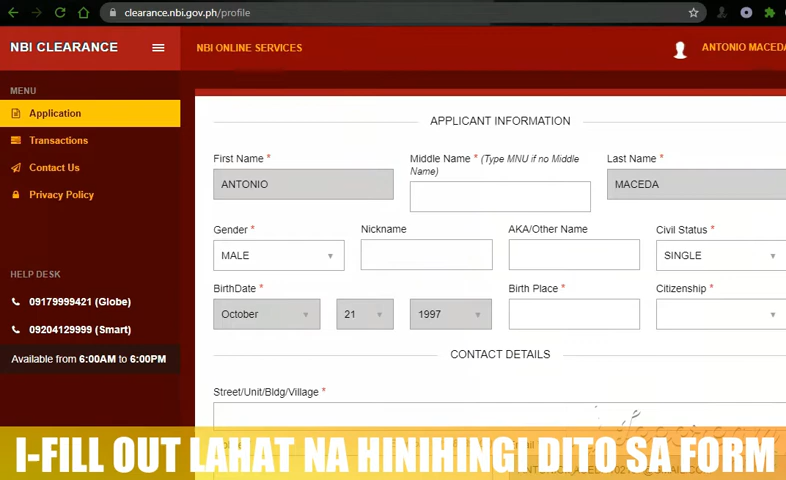 clearance.nbi.gov.ph/profile
NBI CLEARANCE
NBI ONLINE SERVICES
ANTONIO MACEDA
MENU
Application
Transactions
Contact Us
Privacy Policy
HELP DESK
09179999421 (Globe)
09204129999 (Smart)
Available from 6:00AM to 6:00PM
APPLICANT INFORMATION
First Name *
Middle Name * (Type MNU if no Middle Name)
Last Name *
ANTONIO
MACEDA
Gender *
Nickname
AKA/Other Name
Civil Status *
MALE
SINGLE
BirthDate *
Birth Place *
Citizenship *
October
21
1997
CONTACT DETAILS
Street/Unit/Bldg/Village *
I-FILL OUT LAHAT NA HINIHINGI DITO SA FORM